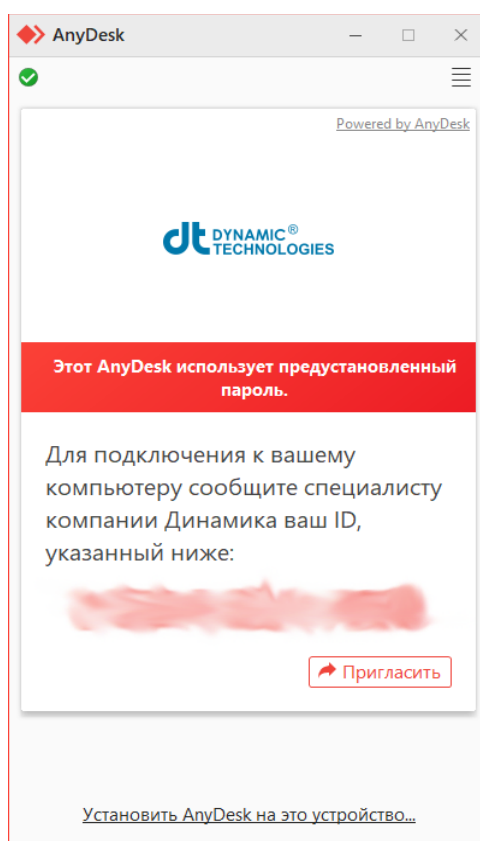 AnyDesk
Powered by AnyDesk
dt DYNAMIC®
TECHNOLOGIES
Этот AnyDesk использует предустановленный
пароль.
Для подключения к вашему
компьютеру сообщите специалисту
компании Динамика ваш ID,
указанный ниже:
Пригласить
Установить AnyDesk на это устройство...